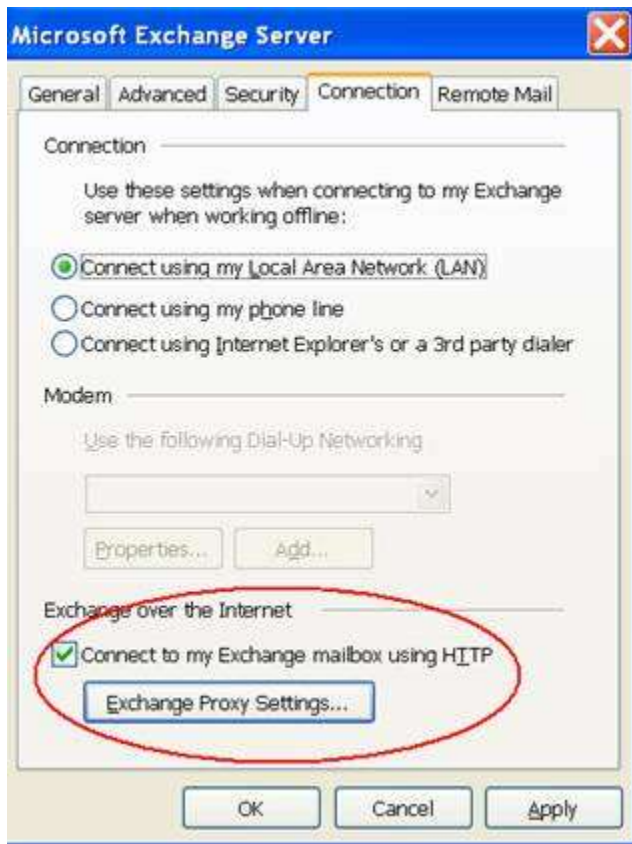 Microsoft Exchange Server
General Advanced Security Connection Remote Mail
Connection
Use these settings when connecting to my Exchange
server when working offline:
Connect using my Local Area Network (LAN)
Connect using my phone line
Connect using Internet Explorer's or a 3rd party dialer
Modem
Use the following Dial-Up Networking
Properties... Add...
Exchange over the Internet
Connect to my Exchange mailbox using HTTP
Exchange Proxy Settings...
OK Cancel Apply